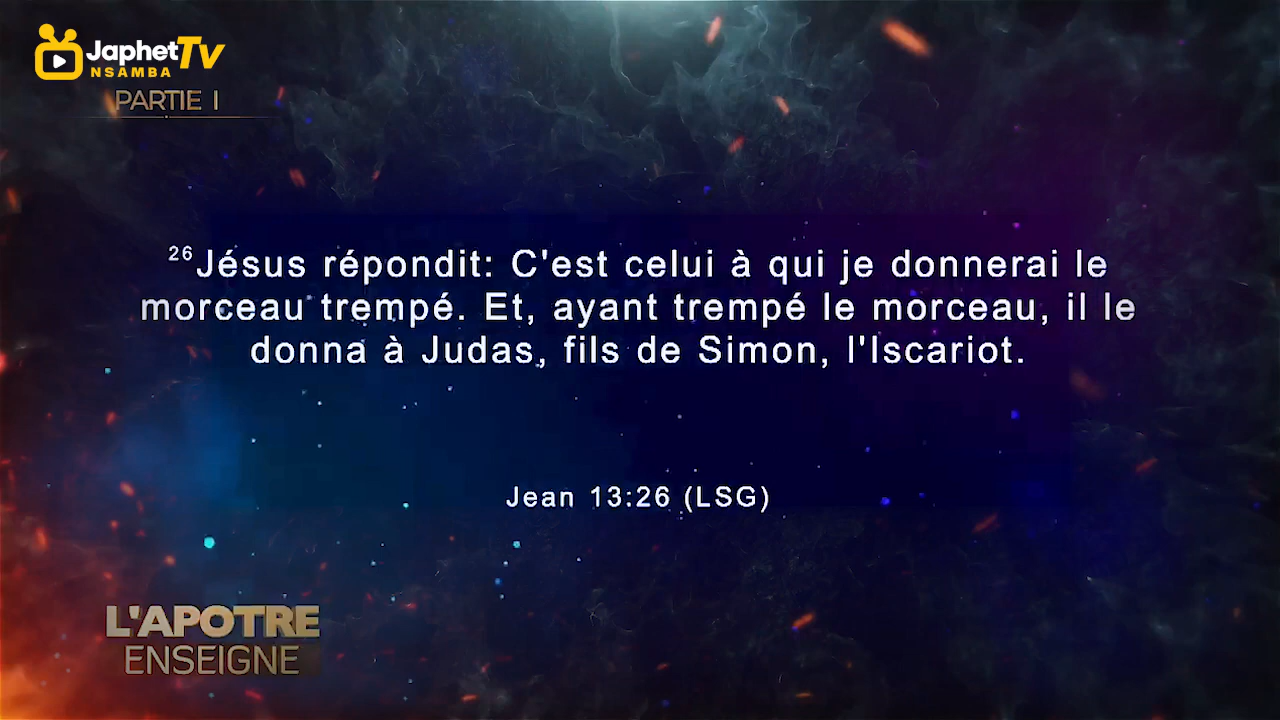 JaphetTv
NSAMBA
PARTIE I
26Jésus répondit: C'est celui à qui je donnerai le
morceau trempé. Et, ayant trempé le morceau, il le
donna à Judas, fils de Simon, l'Iscariot.
Jean 13:26 (LSG)
L'APOTRE
ENSEIGNE